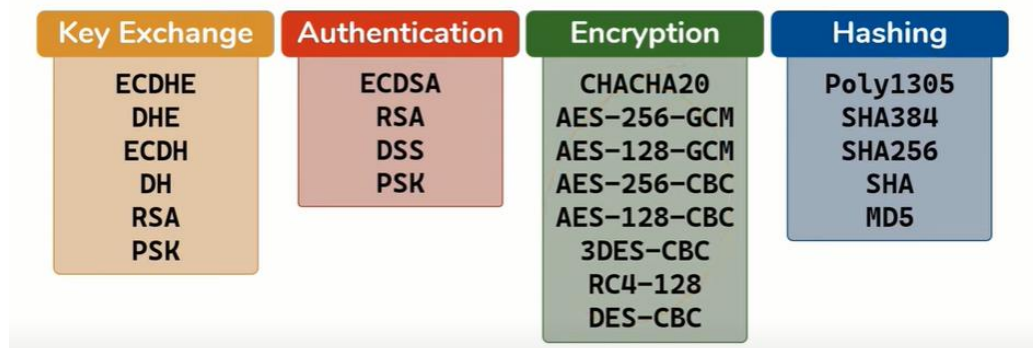 Key Exchange
ECDHE
DHE
ECDH
DH
RSA
PSK
Authentication
ECDSA
RSA
DSS
PSK
Encryption
CHACHA20
AES-256-GCM
AES-128-GCM
AES-256-CBC
AES-128-CBC
3DES-CBC
RC4-128
DES-CBC
Hashing
Poly1305
SHA384
SHA256
SHA
MD5